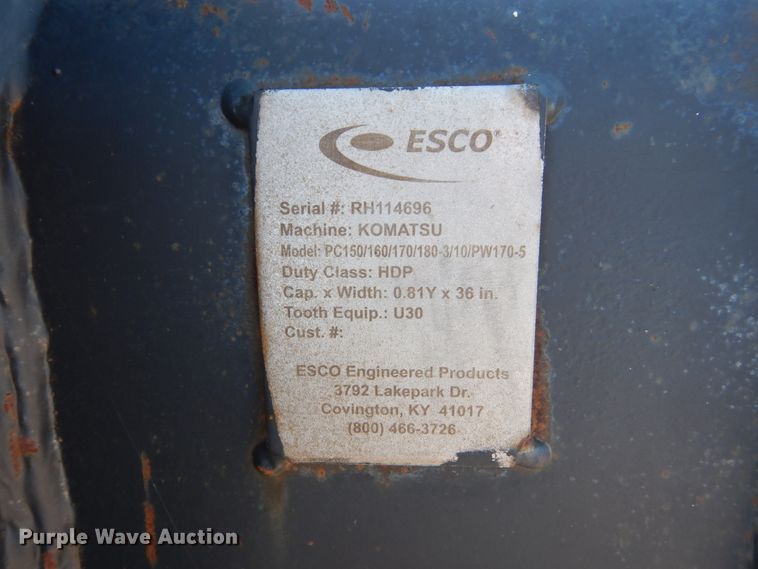 ESCO®
Serial #: RH114696
Machine: KOMATSU
Model: PC150/160/170/180-3/10/PW170-5
Duty Class: HDP
Cap. x Width: 0.81Y x 36 in.
Tooth Equip.: U30
Cust. #:
ESCO Engineered Products
3792 Lakepark Dr.
Covington, KY 41017
(800) 466-3726
Purple Wave Auction